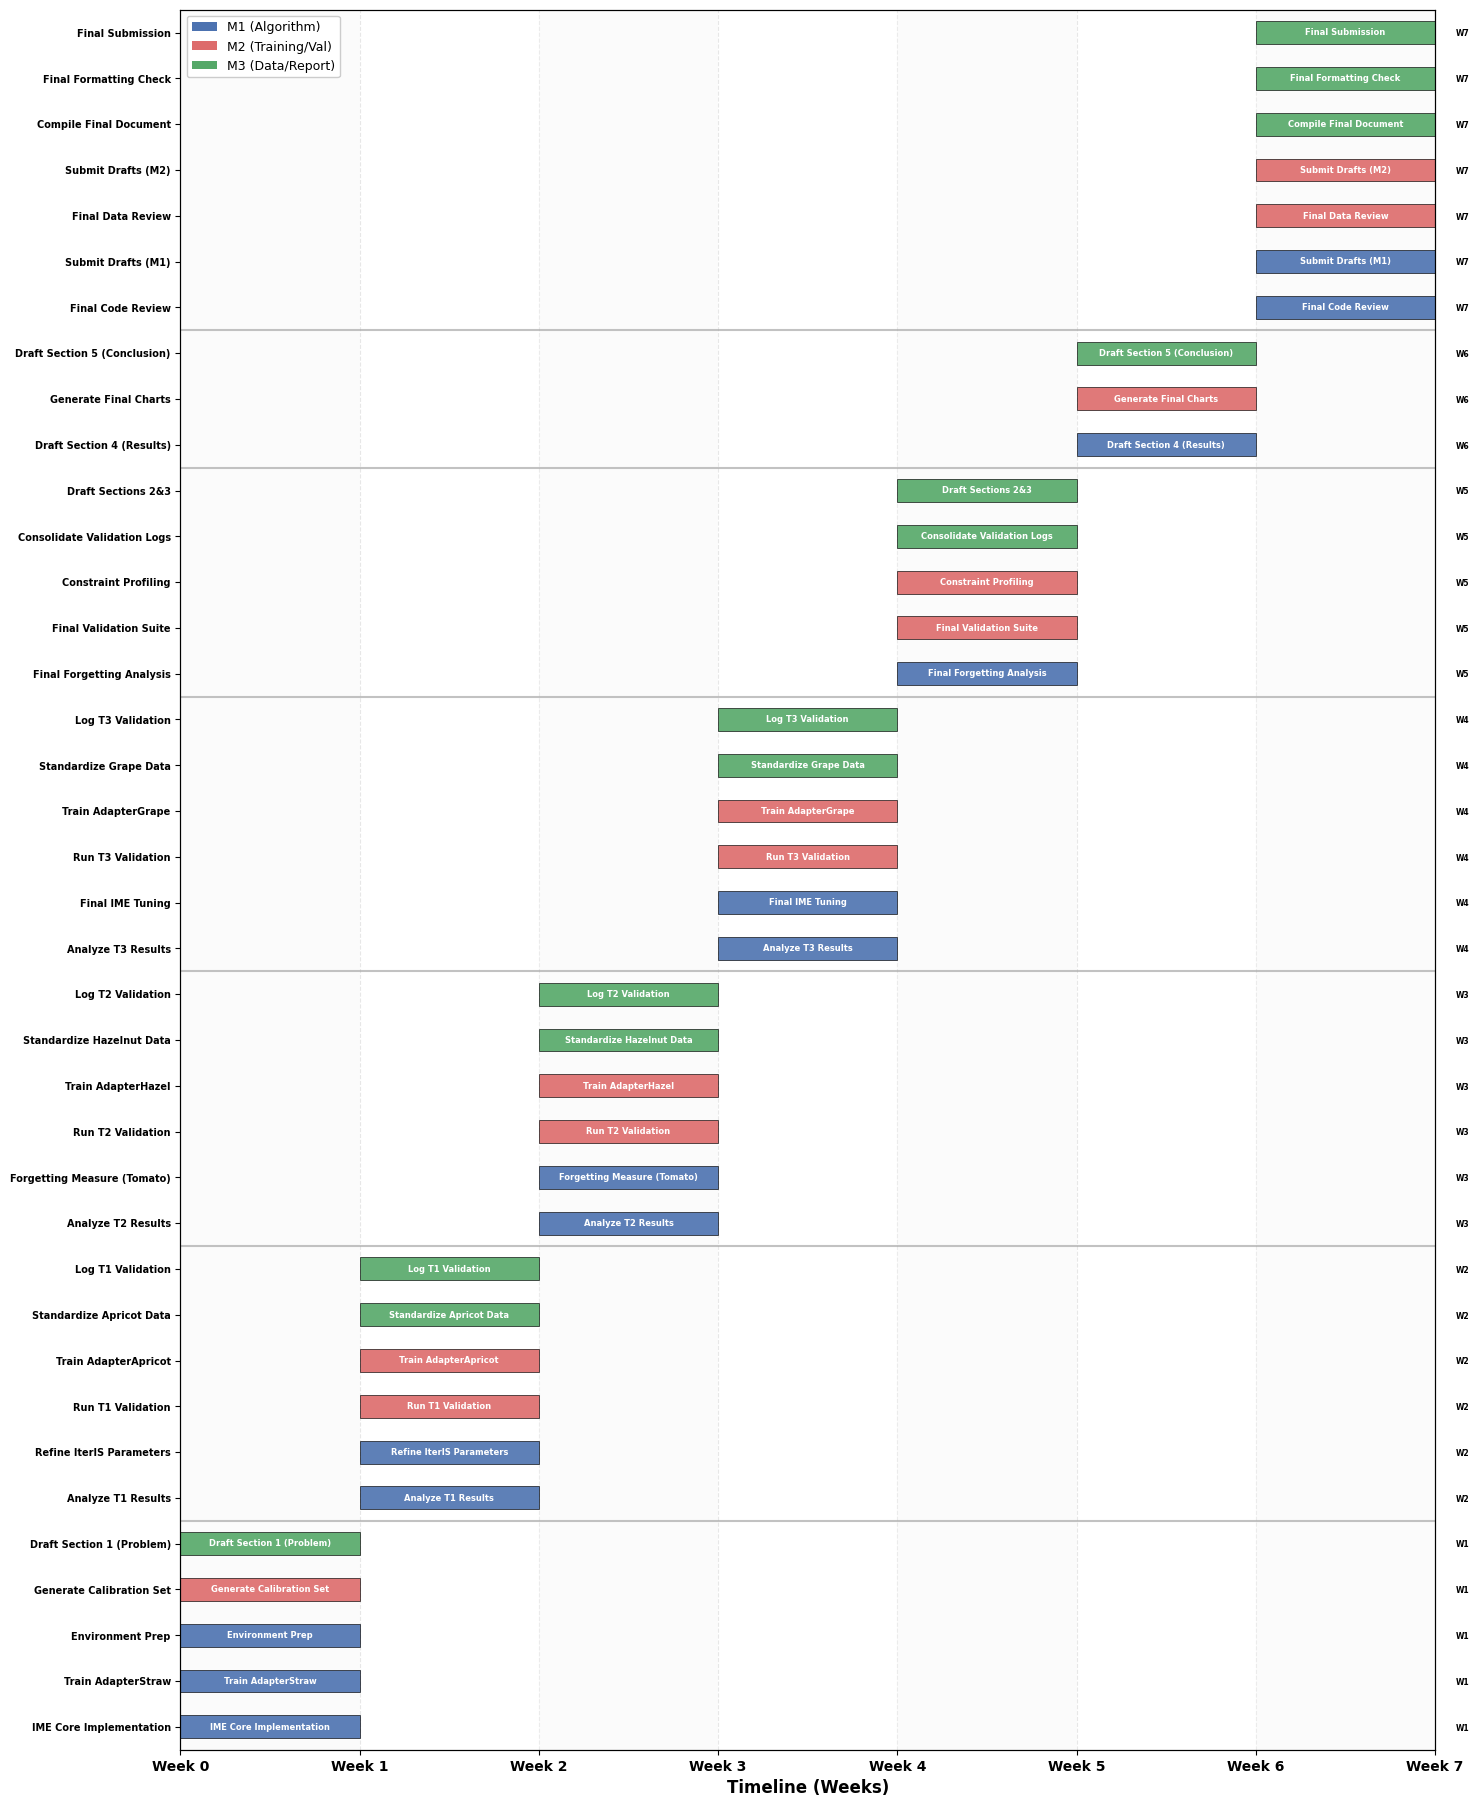 M1 (Algorithm)
M2 (Training/Val)
M3 (Data/Report)
Final Submission Final Submission W7
Final Formatting Check Final Formatting Check W7
Compile Final Document Compile Final Document W7
Submit Drafts (M2) Submit Drafts (M2) W7
Final Data Review Final Data Review W7
Submit Drafts (M1) Submit Drafts (M1) W7
Final Code Review Final Code Review W7
Draft Section 5 (Conclusion) Draft Section 5 (Conclusion) W6
Generate Final Charts Generate Final Charts W6
Draft Section 4 (Results) Draft Section 4 (Results) W6
Draft Sections 2&3 Draft Sections 2&3 W5
Consolidate Validation Logs Consolidate Validation Logs W5
Constraint Profiling Constraint Profiling W5
Final Validation Suite Final Validation Suite W5
Final Forgetting Analysis Final Forgetting Analysis W5
Log T3 Validation Log T3 Validation W4
Standardize Grape Data Standardize Grape Data W4
Train AdapterGrape Train AdapterGrape W4
Run T3 Validation Run T3 Validation W4
Final IME Tuning Final IME Tuning W4
Analyze T3 Results Analyze T3 Results W4
Log T2 Validation Log T2 Validation W3
Standardize Hazelnut Data Standardize Hazelnut Data W3
Train AdapterHazel Train AdapterHazel W3
Run T2 Validation Run T2 Validation W3
Forgetting Measure (Tomato) Forgetting Measure (Tomato) W3
Analyze T2 Results Analyze T2 Results W3
Log T1 Validation Log T1 Validation W2
Standardize Apricot Data Standardize Apricot Data W2
Train AdapterApricot Train AdapterApricot W2
Run T1 Validation Run T1 Validation W2
Refine IterIS Parameters Refine IterIS Parameters W2
Analyze T1 Results Analyze T1 Results W2
Draft Section 1 (Problem) Draft Section 1 (Problem) W1
Generate Calibration Set Generate Calibration Set W1
Environment Prep Environment Prep W1
Train AdapterStraw Train AdapterStraw W1
IME Core Implementation IME Core Implementation W1
Week 0 Week 1 Week 2 Week 3 Week 4 Week 5 Week 6 Week 7
Timeline (Weeks)